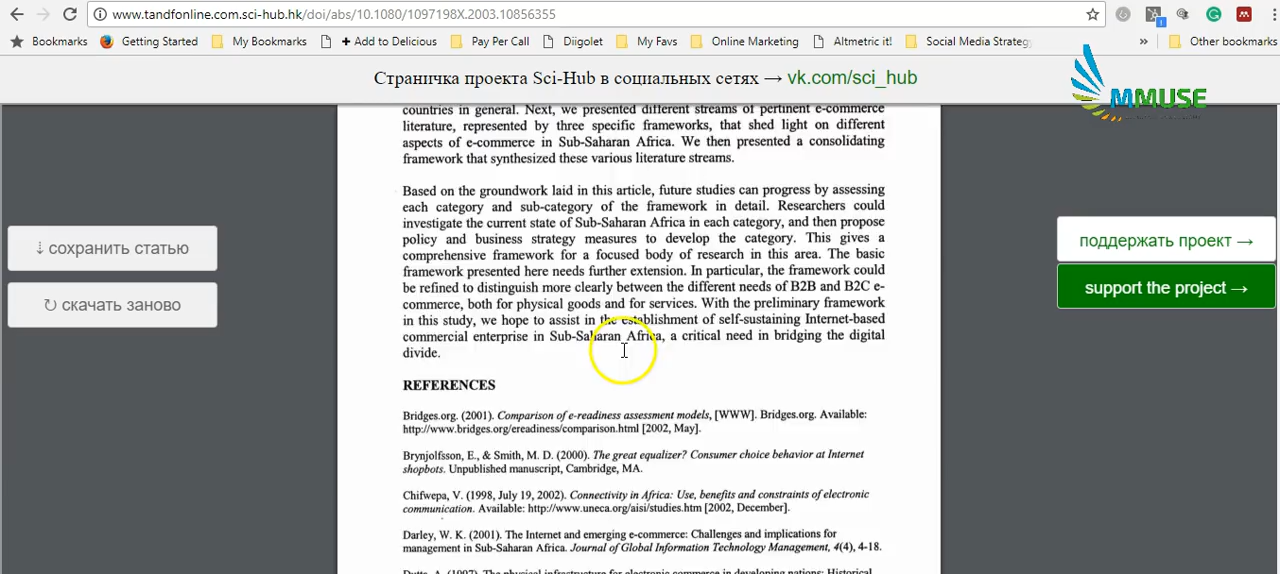 www.tandfonline.com.sci-hub.hk/doi/abs/10.1080/1097198X.2003.10856355
Bookmarks Getting Started My Bookmarks + Add to Delicious Pay Per Call Diigolet My Favs Online Marketing Altmetric it! Social Media Strateg » Other bookmarks
Страничка проекта Sci-Hub в социальных сетях → vk.com/sci_hub
MMUSE
countries in general. Next, we presented different streams of pertinent e-commerce
literature, represented by three specific frameworks, that shed light on different
aspects of e-commerce in Sub-Saharan Africa. We then presented a consolidating
framework that synthesized these various literature streams.
Based on the groundwork laid in this article, future studies can progress by assessing
each category and sub-category of the framework in detail. Researchers could
investigate the current state of Sub-Saharan Africa in each category, and then propose
policy and business strategy measures to develop the category. This gives a
comprehensive framework for a focused body of research in this area. The basic
framework presented here needs further extension. In particular, the framework could
be refined to distinguish more clearly between the different needs of B2B and B2C e-
commerce, both for physical goods and for services. With the preliminary framework
in this study, we hope to assist in the establishment of self-sustaining Internet-based
commercial enterprise in Sub-Saharan Africa, a critical need in bridging the digital
divide.
REFERENCES
Bridges.org. (2001). Comparison of e-readiness assessment models, [WWW]. Bridges.org. Available:
http://www.bridges.org/ereadiness/comparison.html [2002, May].
Brynjolfsson, E., & Smith, M. D. (2000). The great equalizer? Consumer choice behavior at Internet
shopbots. Unpublished manuscript, Cambridge, MA.
Chifwepa, V. (1998, July 19, 2002). Connectivity in Africa: Use, benefits and constraints of electronic
communication. Available: http://www.uneca.org/aisi/studies.htm [2002, December].
Darley, W. K. (2001). The Internet and emerging e-commerce: Challenges and implications for
management in Sub-Saharan Africa. Journal of Global Information Technology Management, 4(4), 4-18.
Dutta, A. (1997). The physical infrastructure for electronic commerce in developing nations: Historical
↓ сохранить статью
↻ скачать заново
поддержать проект →
support the project →